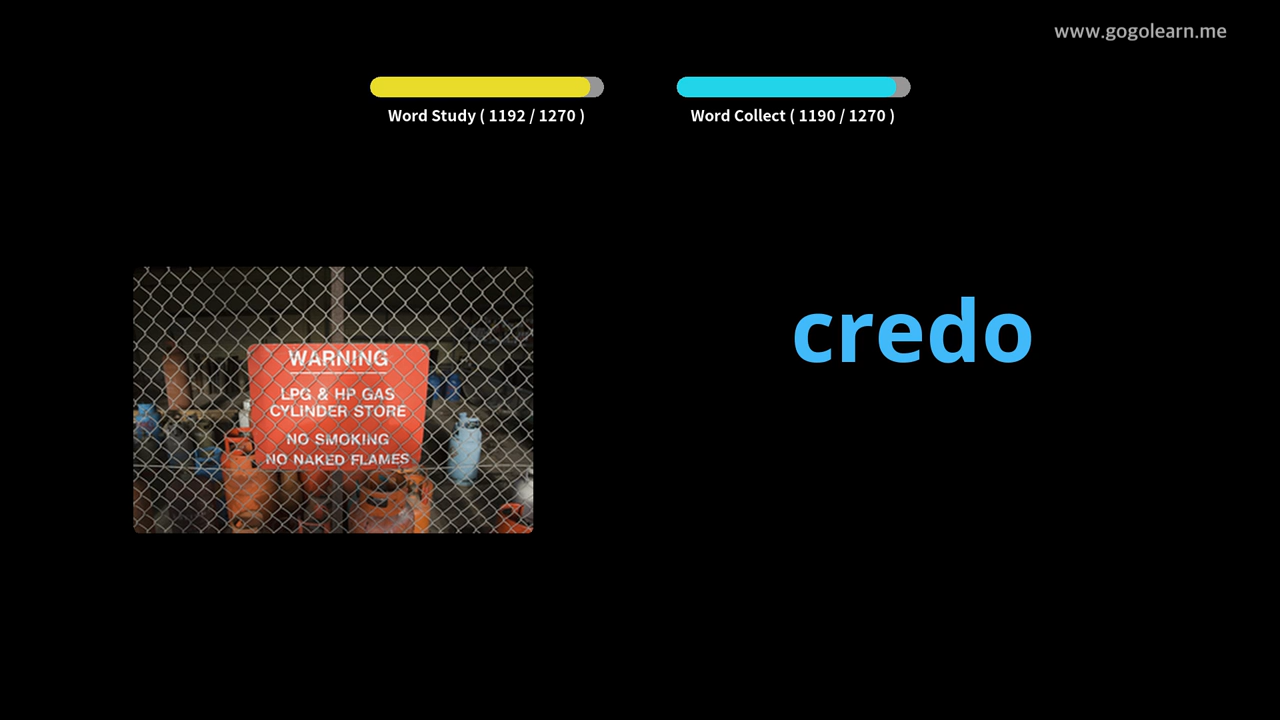 www.gogolearn.me
Word Study ( 1192 / 1270 )
Word Collect ( 1190 / 1270 )
WARNING
LPG & HP GAS
CYLINDER STORE
NO SMOKING
NO NAKED FLAMES
credo